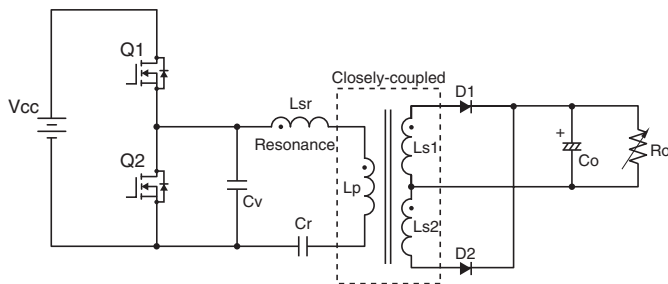 Q1
Closely-coupled
D1
Vcc
Lsr
Resonance
Ls1
+
Co
Ro
Q2
Lp
Cv
Ls2
Cr
D2